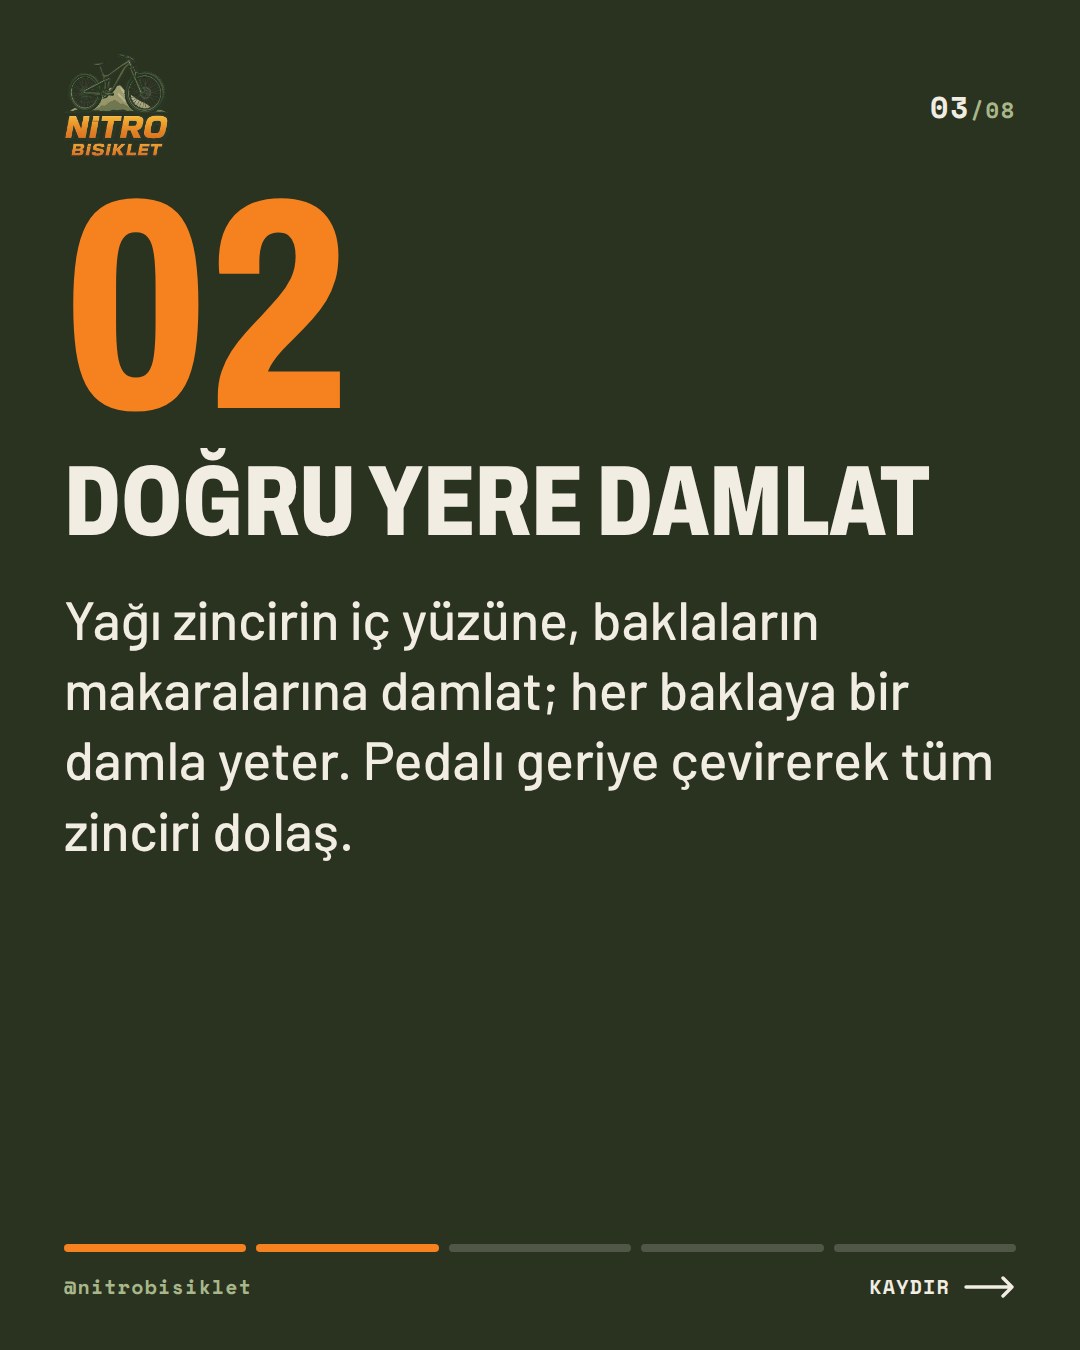 NITRO
BISIKLET
03/08
02
DOĞRU YERE DAMLAT
Yağı zincirin iç yüzüne, baklaların
makaralarına damlat; her baklaya bir
damla yeter. Pedalı geriye çevirerek tüm
zinciri dolaş.
@nitrobisiklet
KAYDIR